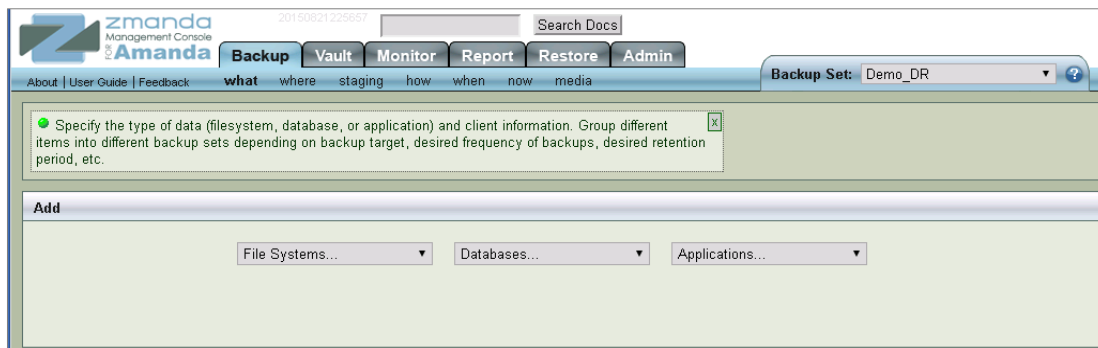 zmanda
Management Console
FOR Amanda
20150821225657
Search Docs
Backup Vault Monitor Report Restore Admin
About | User Guide | Feedback
what where staging how when now media
Backup Set: Demo_DR ?
Specify the type of data (filesystem, database, or application) and client information. Group different
items into different backup sets depending on backup target, desired frequency of backups, desired retention
period, etc.
x
Add
File Systems... Databases... Applications...